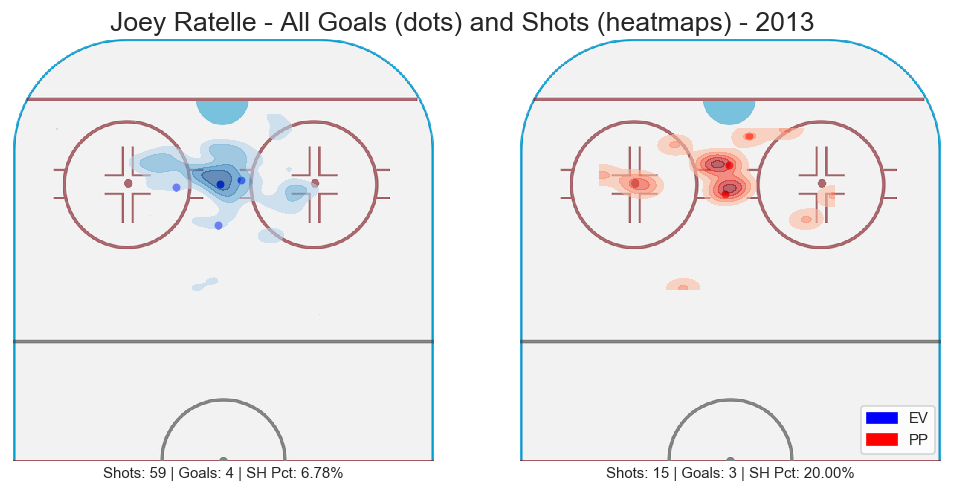 Joey Ratelle - All Goals (dots) and Shots (heatmaps) - 2013
EV
PP
Shots: 59 | Goals: 4 | SH Pct: 6.78%
Shots: 15 | Goals: 3 | SH Pct: 20.00%